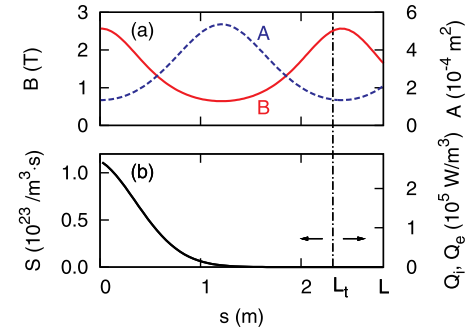 3
2
1
0
B (T)
(a)
A
B
6
4
2
0
A (10⁻⁴ m²)
1.0
0.5
0.0
S (10²³ /m³·s)
(b)
2
1
0
Qᵢ, Qₑ (10⁵ W/m³)
0 1 2 Lₜ L
s (m)